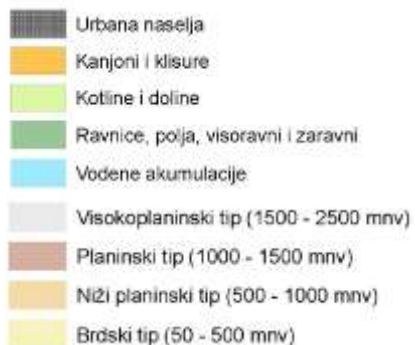 Urbana naselja
Kanjoni i klisure
Kotline i doline
Ravnice, polja, visoravni i zaravni
Vodene akumulacije
Visokoplaninski tip (1500 - 2500 mnv)
Planinski tip (1000 - 1500 mnv)
Niži planinski tip (500 - 1000 mnv)
Brdski tip (50 - 500 mnv)